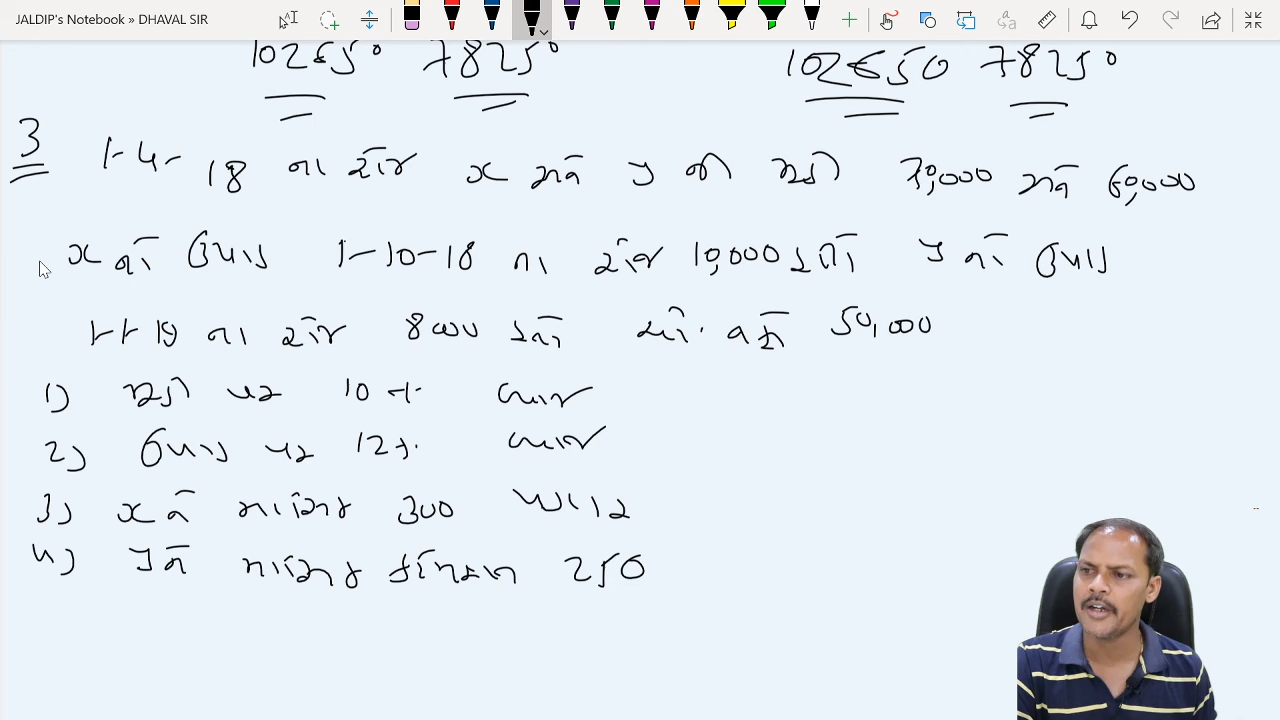 JALDIP's Notebook » DHAVAL SIR
102650 78250 102650 78250
3 1-4-18 ના રોજ x અને y ની મૂડી 70,000 અને 60,000
x નો ઉપાડ 1-10-18 ના રોજ 10,000 હતો y નો ઉપાડ
1-1-19 ના રોજ 8000 હતો 50,000
1) મૂડી પર 10 % વ્યાજ
2) ઉપાડ પર 12 % વ્યાજ
3) x ને માસિક 300 પગાર
4) y ને માસિક કમિશન 250